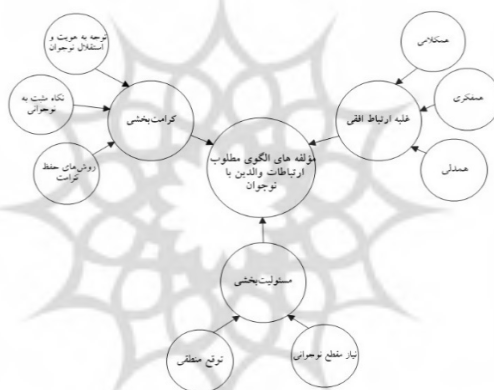 توجه به هویت و
استقلال نوجوان
نگاه مثبت به
نوجوانی
روش‌های حفظ
کرامت
کرامت‌بخشی
همکلامی
همفکری
همدلی
غلبه ارتباط افقی
مؤلفه های الگوی مطلوب
ارتباطات والدین با
نوجوان
مسئولیت‌بخشی
توقع منطقی
نیاز مقطع نوجوانی